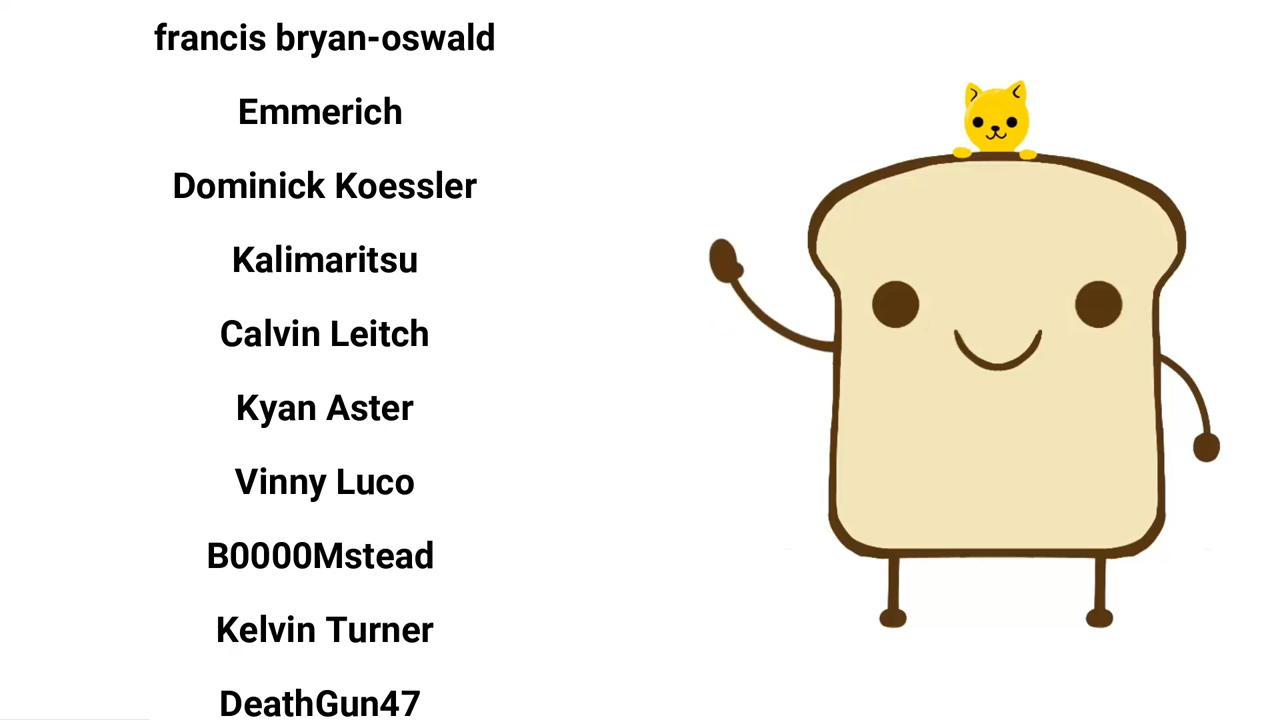 francis bryan-oswald
Emmerich
Dominick Koessler
Kalimaritsu
Calvin Leitch
Kyan Aster
Vinny Luco
B0000Mstead
Kelvin Turner
DeathGun47